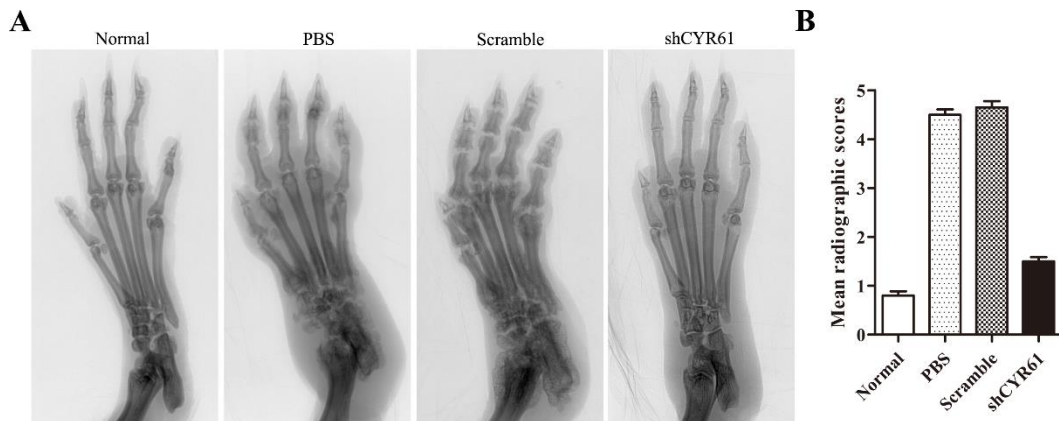 A
Normal
PBS
Scramble
shCYR61
B
Mean radiographic scores
5
4
3
2
1
0
Normal
PBS
Scramble
shCYR61